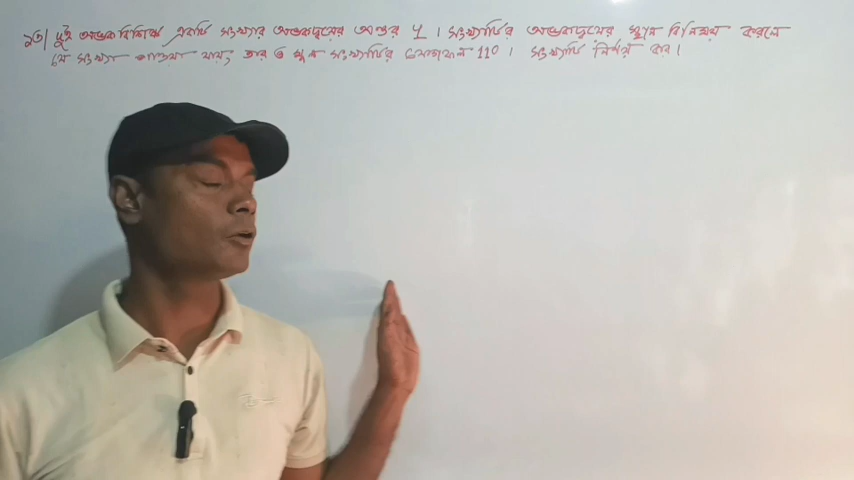 ১৩| দুই অঙ্কবিশিষ্ট একটি সংখ্যার অঙ্কদ্বয়ের অন্তর 4 । সংখ্যাটির অঙ্কদ্বয়ের স্থান বিনিময় করলে
যে সংখ্যা পাওয়া যায়, তার ও মূল সংখ্যাটির যোগফল 110 । সংখ্যাটি নির্ণয় কর।